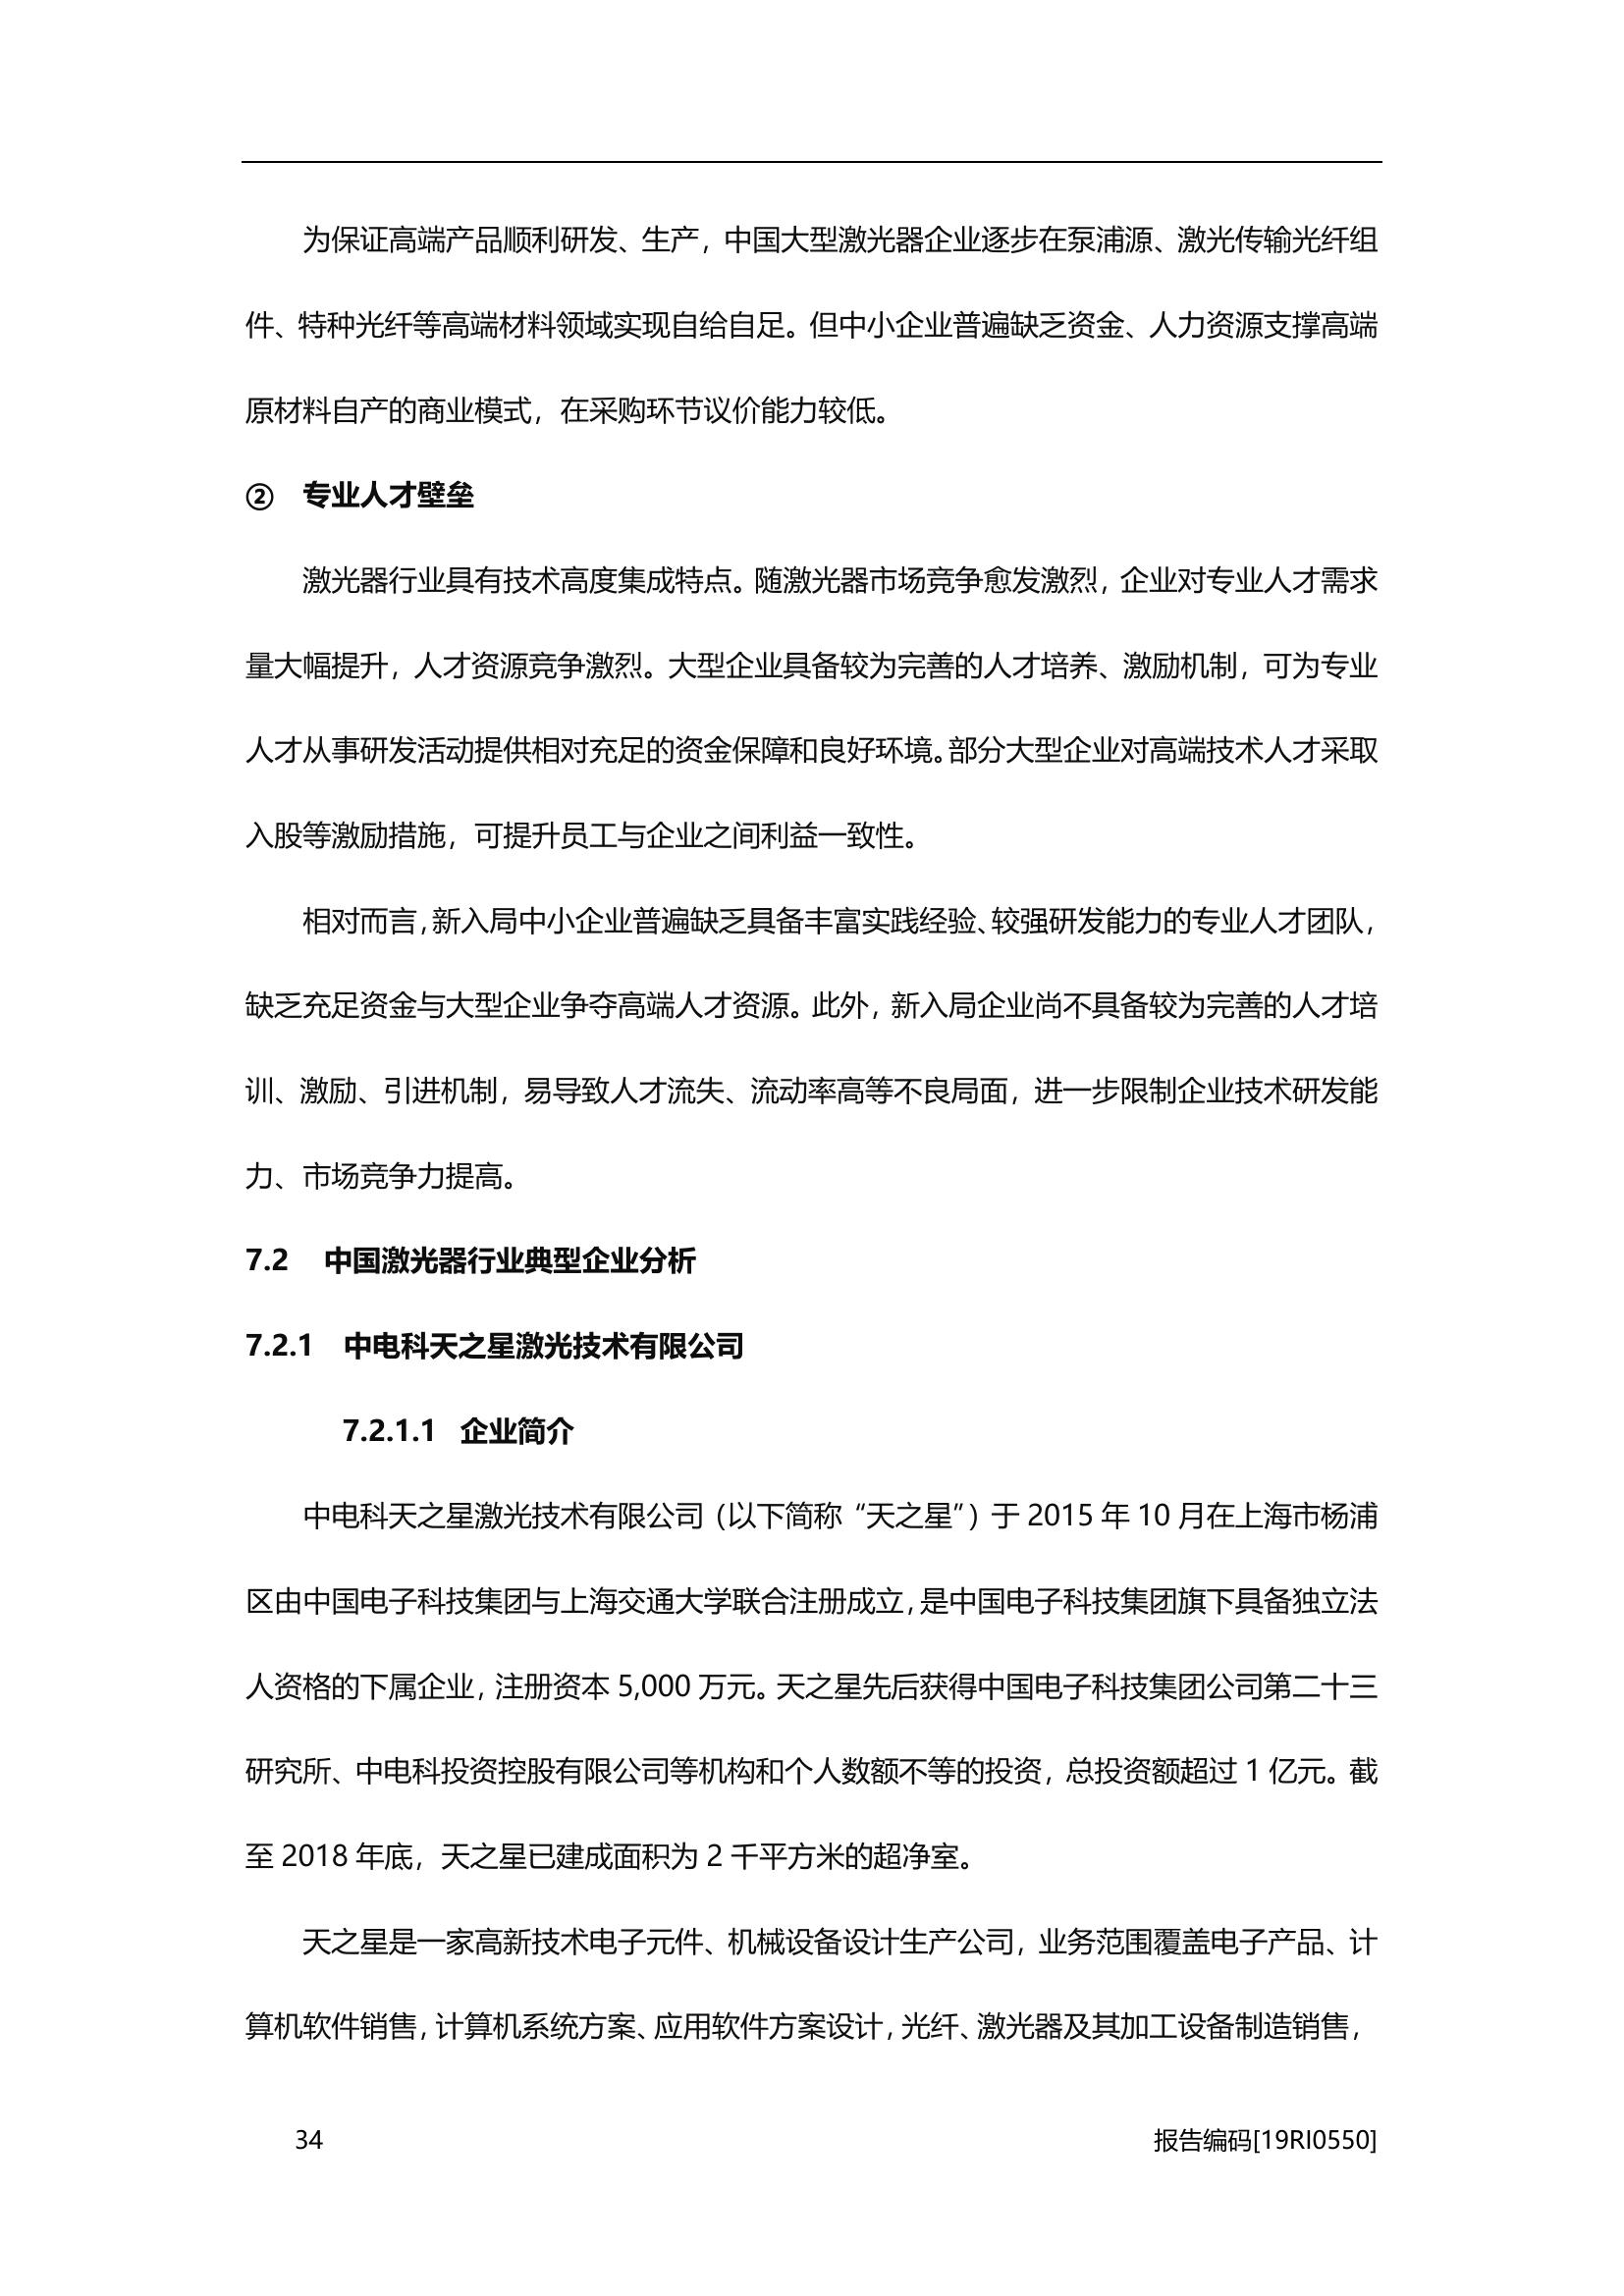 为保证高端产品顺利研发、生产，中国大型激光器企业逐步在泵浦源、激光传输光纤组
件、特种光纤等高端材料领域实现自给自足。但中小企业普遍缺乏资金、人力资源支撑高端
原材料自产的商业模式，在采购环节议价能力较低。
② 专业人才壁垒
激光器行业具有技术高度集成特点。随激光器市场竞争愈发激烈，企业对专业人才需求
量大幅提升，人才资源竞争激烈。大型企业具备较为完善的人才培养、激励机制，可为专业
人才从事研发活动提供相对充足的资金保障和良好环境。部分大型企业对高端技术人才采取
入股等激励措施，可提升员工与企业之间利益一致性。
相对而言，新入局中小企业普遍缺乏具备丰富实践经验、较强研发能力的专业人才团队，
缺乏充足资金与大型企业争夺高端人才资源。此外，新入局企业尚不具备较为完善的人才培
训、激励、引进机制，易导致人才流失、流动率高等不良局面，进一步限制企业技术研发能
力、市场竞争力提高。
7.2 中国激光器行业典型企业分析
7.2.1 中电科天之星激光技术有限公司
7.2.1.1 企业简介
中电科天之星激光技术有限公司（以下简称“天之星”）于 2015 年 10 月在上海市杨浦
区由中国电子科技集团与上海交通大学联合注册成立，是中国电子科技集团旗下具备独立法
人资格的下属企业，注册资本 5,000 万元。天之星先后获得中国电子科技集团公司第二十三
研究所、中电科投资控股有限公司等机构和个人数额不等的投资，总投资额超过 1 亿元。截
至 2018 年底，天之星已建成面积为 2 千平方米的超净室。
天之星是一家高新技术电子元件、机械设备设计生产公司，业务范围覆盖电子产品、计
算机软件销售，计算机系统方案、应用软件方案设计，光纤、激光器及其加工设备制造销售，
34 报告编码[19RI0550]